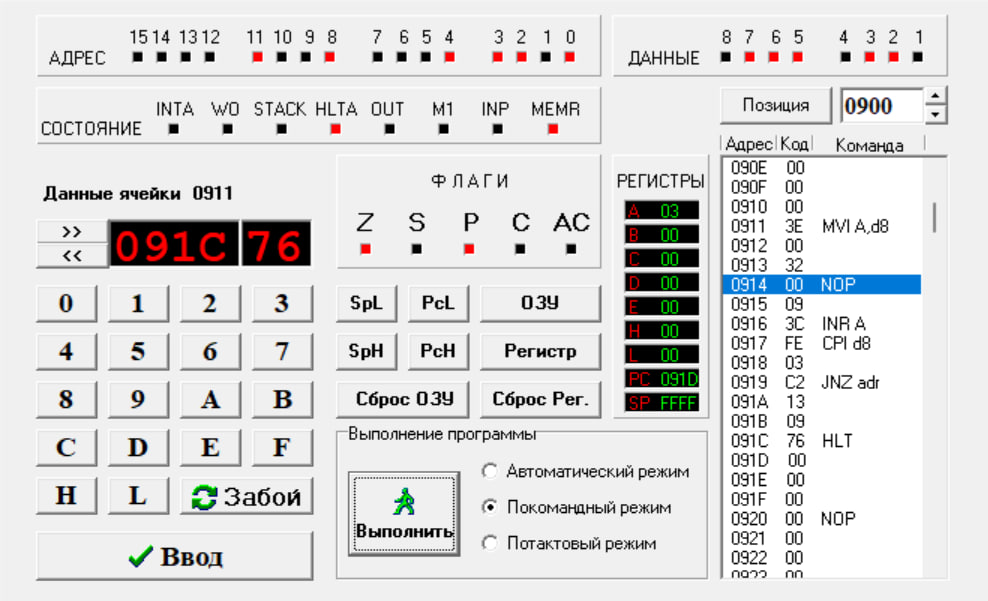 15 14 13 12 11 10 9 8 7 6 5 4 3 2 1 0
АДРЕС
8 7 6 5 4 3 2 1
ДАННЫЕ
INTA WO STACK HLTA OUT M1 INP MEMR
СОСТОЯНИЕ
Позиция 0900
Данные ячейки 0911
>>
<<
091C 76
ФЛАГИ
Z S P C AC
РЕГИСТРЫ
A 03
B 00
C 00
D 00
E 00
H 00
L 00
PC 091D
SP FFFF
0 1 2 3
4 5 6 7
8 9 A B
C D E F
H L Забой
Ввод
SpL PcL ОЗУ
SpH PcH Регистр
Сброс ОЗУ Сброс Рег.
Выполнение программы
Выполнить
Автоматический режим
Покомандный режим
Потактовый режим
Адрес Код Команда
090E 00
090F 00
0910 00
0911 3E MVI A,d8
0912 00
0913 32
0914 00 NOP
0915 09
0916 3C INR A
0917 FE CPI d8
0918 03
0919 C2 JNZ adr
091A 13
091B 09
091C 76 HLT
091D 00
091E 00
091F 00
0920 00 NOP
0921 00
0922 00
0923 00